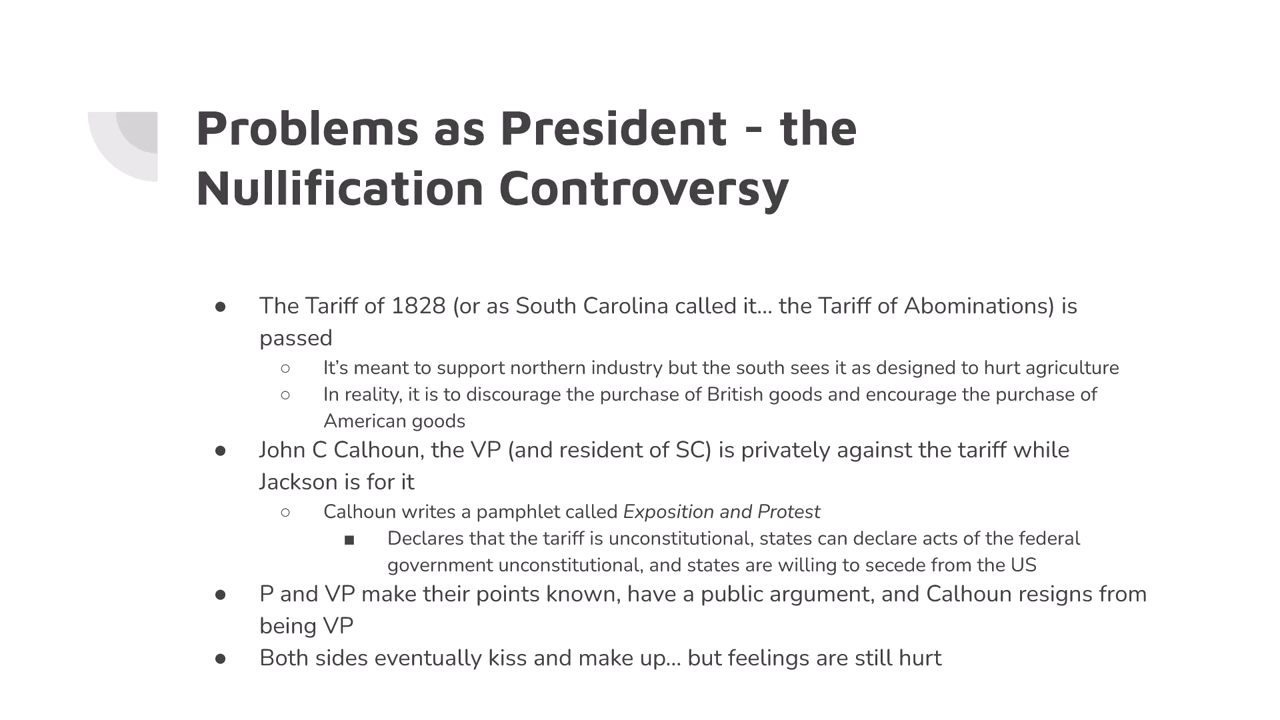 Problems as President - the
Nullification Controversy
● The Tariff of 1828 (or as South Carolina called it... the Tariff of Abominations) is
passed
○ It’s meant to support northern industry but the south sees it as designed to hurt agriculture
○ In reality, it is to discourage the purchase of British goods and encourage the purchase of
American goods
● John C Calhoun, the VP (and resident of SC) is privately against the tariff while
Jackson is for it
○ Calhoun writes a pamphlet called Exposition and Protest
■ Declares that the tariff is unconstitutional, states can declare acts of the federal
government unconstitutional, and states are willing to secede from the US
● P and VP make their points known, have a public argument, and Calhoun resigns from
being VP
● Both sides eventually kiss and make up... but feelings are still hurt